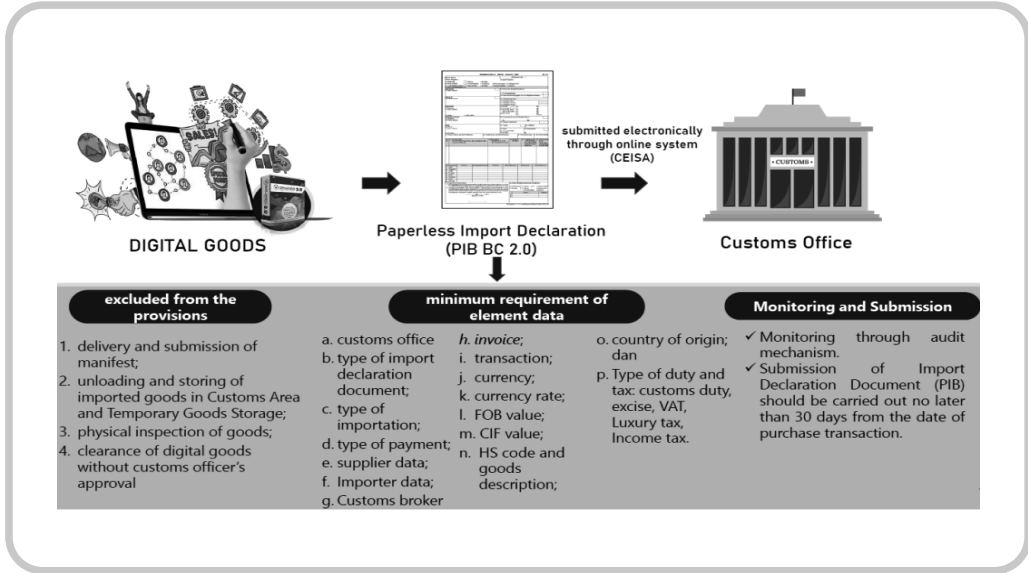 SALES!
DIGITAL GOODS
Paperless Import Declaration
(PIB BC 2.0)
submitted electronically
through online system
(CEISA)
CUSTOMS
Customs Office
excluded from the
provisions
1. delivery and submission of
manifest;
2. unloading and storing of
imported goods in Customs Area
and Temporary Goods Storage;
3. physical inspection of goods;
4. clearance of digital goods
without customs officer's
approval
minimum requirement of
element data
a. customs office
b. type of import
declaration
document;
c. type of
importation;
d. type of payment;
e. supplier data;
f. Importer data;
g. Customs broker
h. invoice;
i. transaction;
j. currency;
k. currency rate;
l. FOB value;
m. CIF value;
n. HS code and
goods
description;
o. country of origin;
dan
p. Type of duty and
tax: customs duty,
excise, VAT,
Luxury tax,
Income tax.
Monitoring and Submission
✓ Monitoring through audit
mechanism.
✓ Submission of Import
Declaration Document (PIB)
should be carried out no later
than 30 days from the date of
purchase transaction.